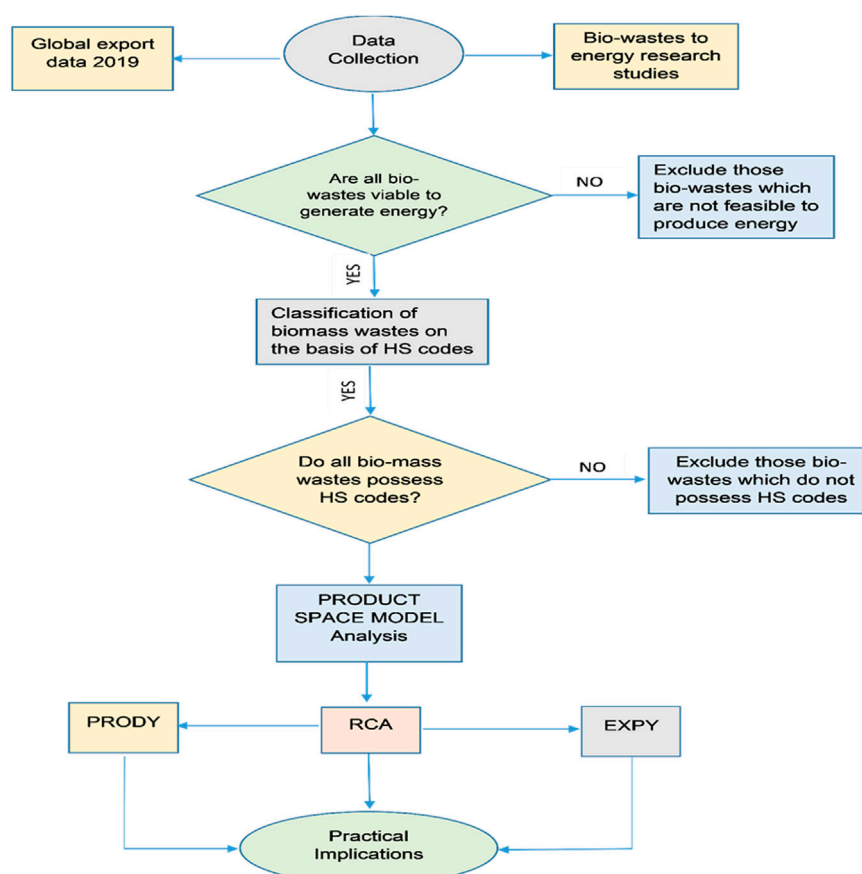 Data
Collection
Global export
data 2019
Bio-wastes to
energy research
studies
Are all bio-
wastes viable to
generate energy?
NO
Exclude those
bio-wastes which
are not feasible to
produce energy
YES
Classification of
biomass wastes on
the basis of HS codes
YES
Do all bio-mass
wastes possess
HS codes?
NO
Exclude those bio-
wastes which do not
possess HS codes
PRODUCT
SPACE MODEL
Analysis
PRODY
RCA
EXPY
Practical
Implications